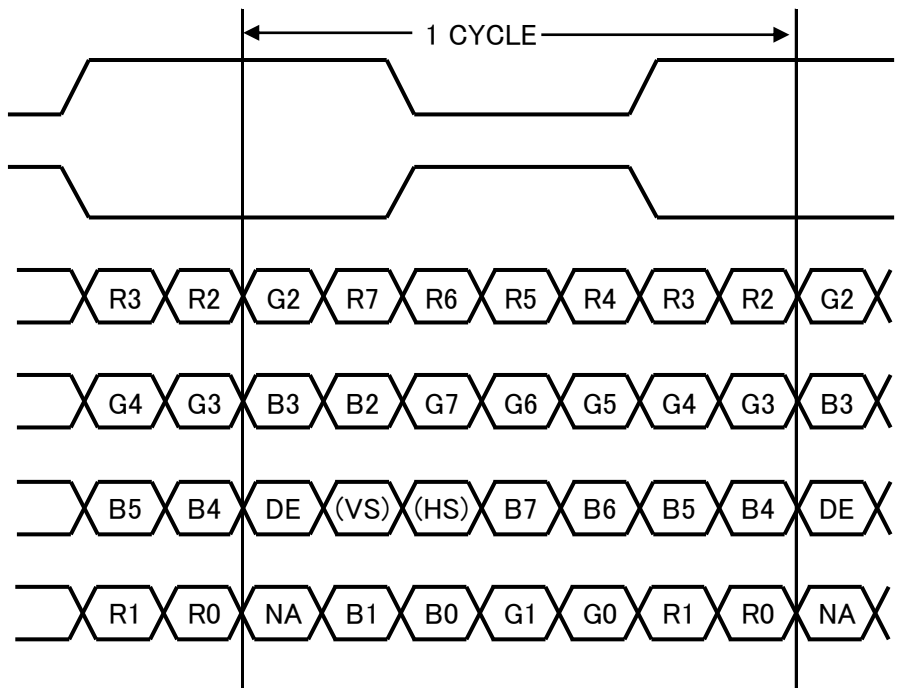 1 CYCLE
R3 R2 G2 R7 R6 R5 R4 R3 R2 G2
G4 G3 B3 B2 G7 G6 G5 G4 G3 B3
B5 B4 DE (VS) (HS) B7 B6 B5 B4 DE
R1 R0 NA B1 B0 G1 G0 R1 R0 NA